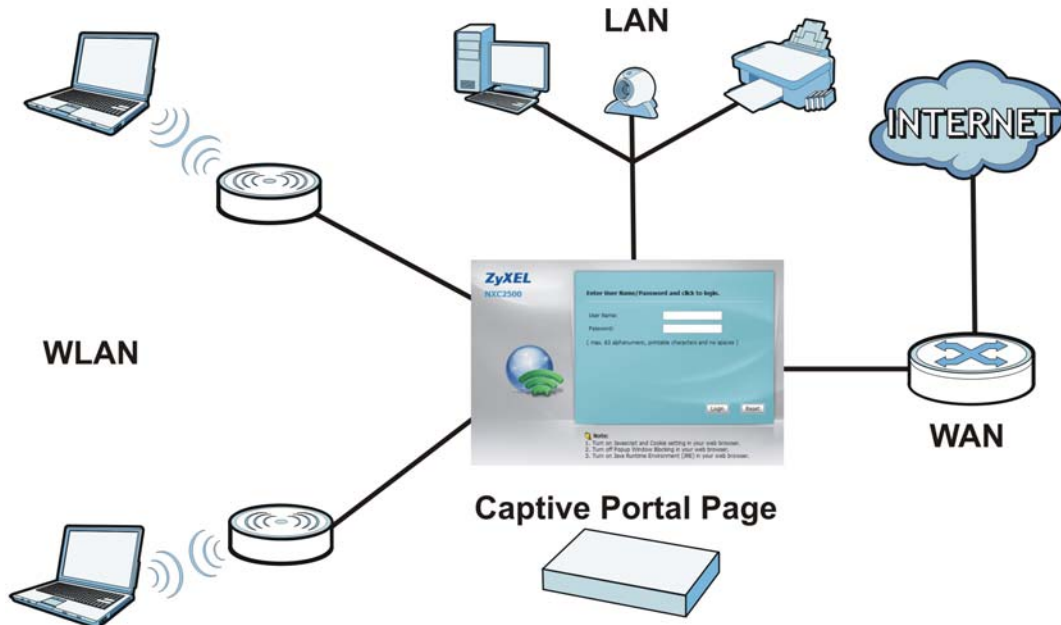 LAN
INTERNET
ZyXEL
NXC2500
Enter User Name/Password and click to login.
User Name:
Password:
( max. 63 alphanumeric, printable characters and no spaces )
WLAN
Login Reset
WAN
Note:
1. Turn on Javascript and Cookie setting in your web browser.
2. Turn off Popup Window Blocking in your web browser.
3. Turn on Java Runtime Environment (JRE) in your web browser.
Captive Portal Page